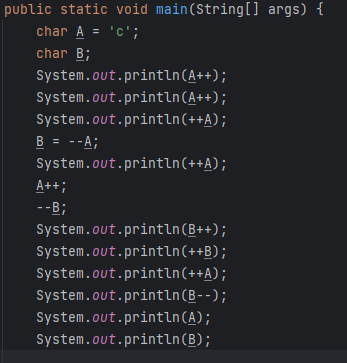 public static void main(String[] args) {
char A = 'c';
char B;
System.out.println(A++);
System.out.println(A++);
System.out.println(++A);
B = --A;
System.out.println(++A);
A++;
--B;
System.out.println(B++);
System.out.println(++B);
System.out.println(++A);
System.out.println(B--);
System.out.println(A);
System.out.println(B);